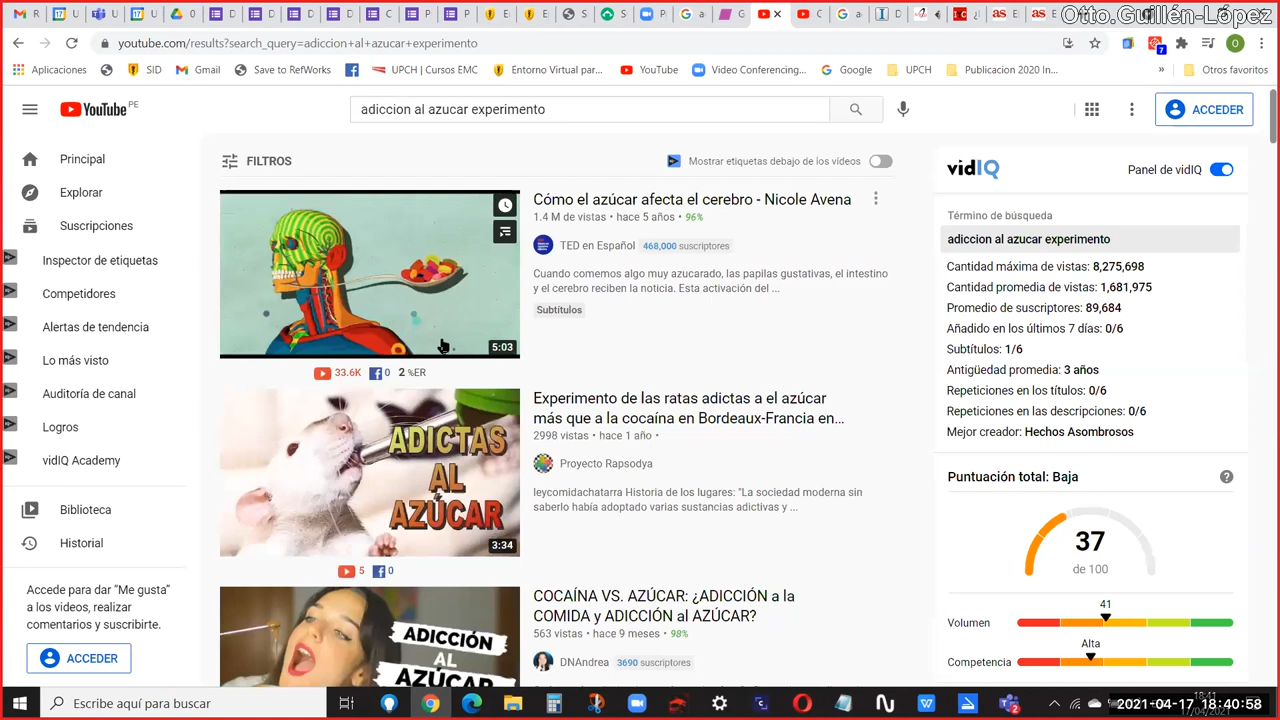 Otto.Guillén-López
youtube.com/results?search_query=adiccion+al+azucar+experimento
Aplicaciones
SID
Gmail
Save to RefWorks
UPCH | Cursos EMC
Entorno Virtual par...
YouTube
Video Conferencing...
Google
UPCH
Publicacion 2020 In...
»
Otros favoritos
YouTube PE
adiccion al azucar experimento
ACCEDER
Principal
Explorar
Suscripciones
Inspector de etiquetas
Competidores
Alertas de tendencia
Lo más visto
Auditoría de canal
Logros
vidIQ Academy
Biblioteca
Historial
Accede para dar “Me gusta”
a los videos, realizar
comentarios y suscribirte.
ACCEDER
FILTROS
Mostrar etiquetas debajo de los videos
5:03
Cómo el azúcar afecta el cerebro - Nicole Avena
1.4 M de vistas • hace 5 años • 96%
TED en Español 468,000 suscriptores
Cuando comemos algo muy azucarado, las papilas gustativas, el intestino
y el cerebro reciben la noticia. Esta activación del ...
Subtítulos
33.6K 0 2 %ER
ADICTAS
AL
AZÚCAR
3:34
Experimento de las ratas adictas a el azúcar
más que a la cocaína en Bordeaux-Francia en...
2998 vistas • hace 1 año •
Proyecto Rapsodya
leycomidachatarra Historia de los lugares: "La sociedad moderna sin
saberlo había adoptado varias sustancias adictivas y ...
5 0
ADICCIÓN
AL
AZÚCAR
COCAÍNA VS. AZÚCAR: ¿ADICCIÓN a la
COMIDA y ADICCIÓN al AZÚCAR?
563 vistas • hace 9 meses • 98%
DNAndrea 3690 suscriptores
vidIQ
Panel de vidIQ
Término de búsqueda
adiccion al azucar experimento
Cantidad máxima de vistas: 8,275,698
Cantidad promedia de vistas: 1,681,975
Promedio de suscriptores: 89,684
Añadido en los últimos 7 días: 0/6
Subtítulos: 1/6
Antigüedad promedia: 3 años
Repeticiones en los títulos: 0/6
Repeticiones en las descripciones: 0/6
Mejor creador: Hechos Asombrosos
Puntuación total: Baja
37
de 100
41
Volumen
Alta
Competencia
Escribe aquí para buscar
18:41
17/04/2021
2021-04-17 18:40:58